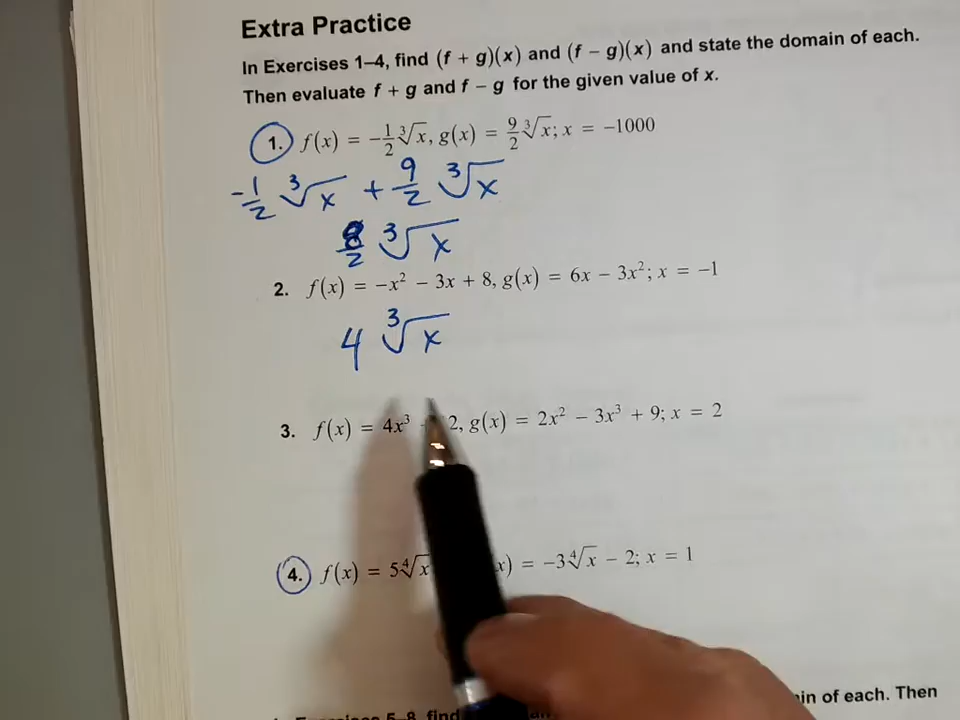 Extra Practice
In Exercises 1–4, find (f + g)(x) and (f − g)(x) and state the domain of each.
Then evaluate f + g and f − g for the given value of x.
1. f(x) = −1/2 ∛x, g(x) = 9/2 ∛x; x = −1000
-1/2 ∛x + 9/2 ∛x
8/2 ∛x
2. f(x) = −x² − 3x + 8, g(x) = 6x − 3x²; x = −1
4 ∛x
3. f(x) = 4x³ 2, g(x) = 2x² − 3x³ + 9; x = 2
4. f(x) = 5∜x x) = −3∜x − 2; x = 1
in of each. Then
5–8, find